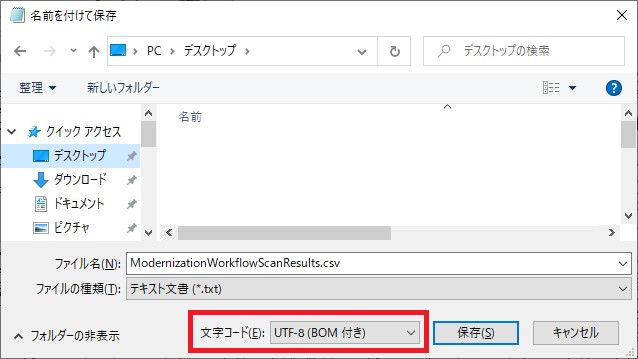 名前を付けて保存
PC デスクトップ デスクトップの検索
整理 新しいフォルダー
名前
クイック アクセス
デスクトップ
ダウンロード
ドキュメント
ピクチャ
ファイル名(N): ModernizationWorkflowScanResults.csv
ファイルの種類(T): テキスト文書 (*.txt)
フォルダーの非表示 文字コード(E): UTF-8 (BOM 付き) 保存(S) キャンセル